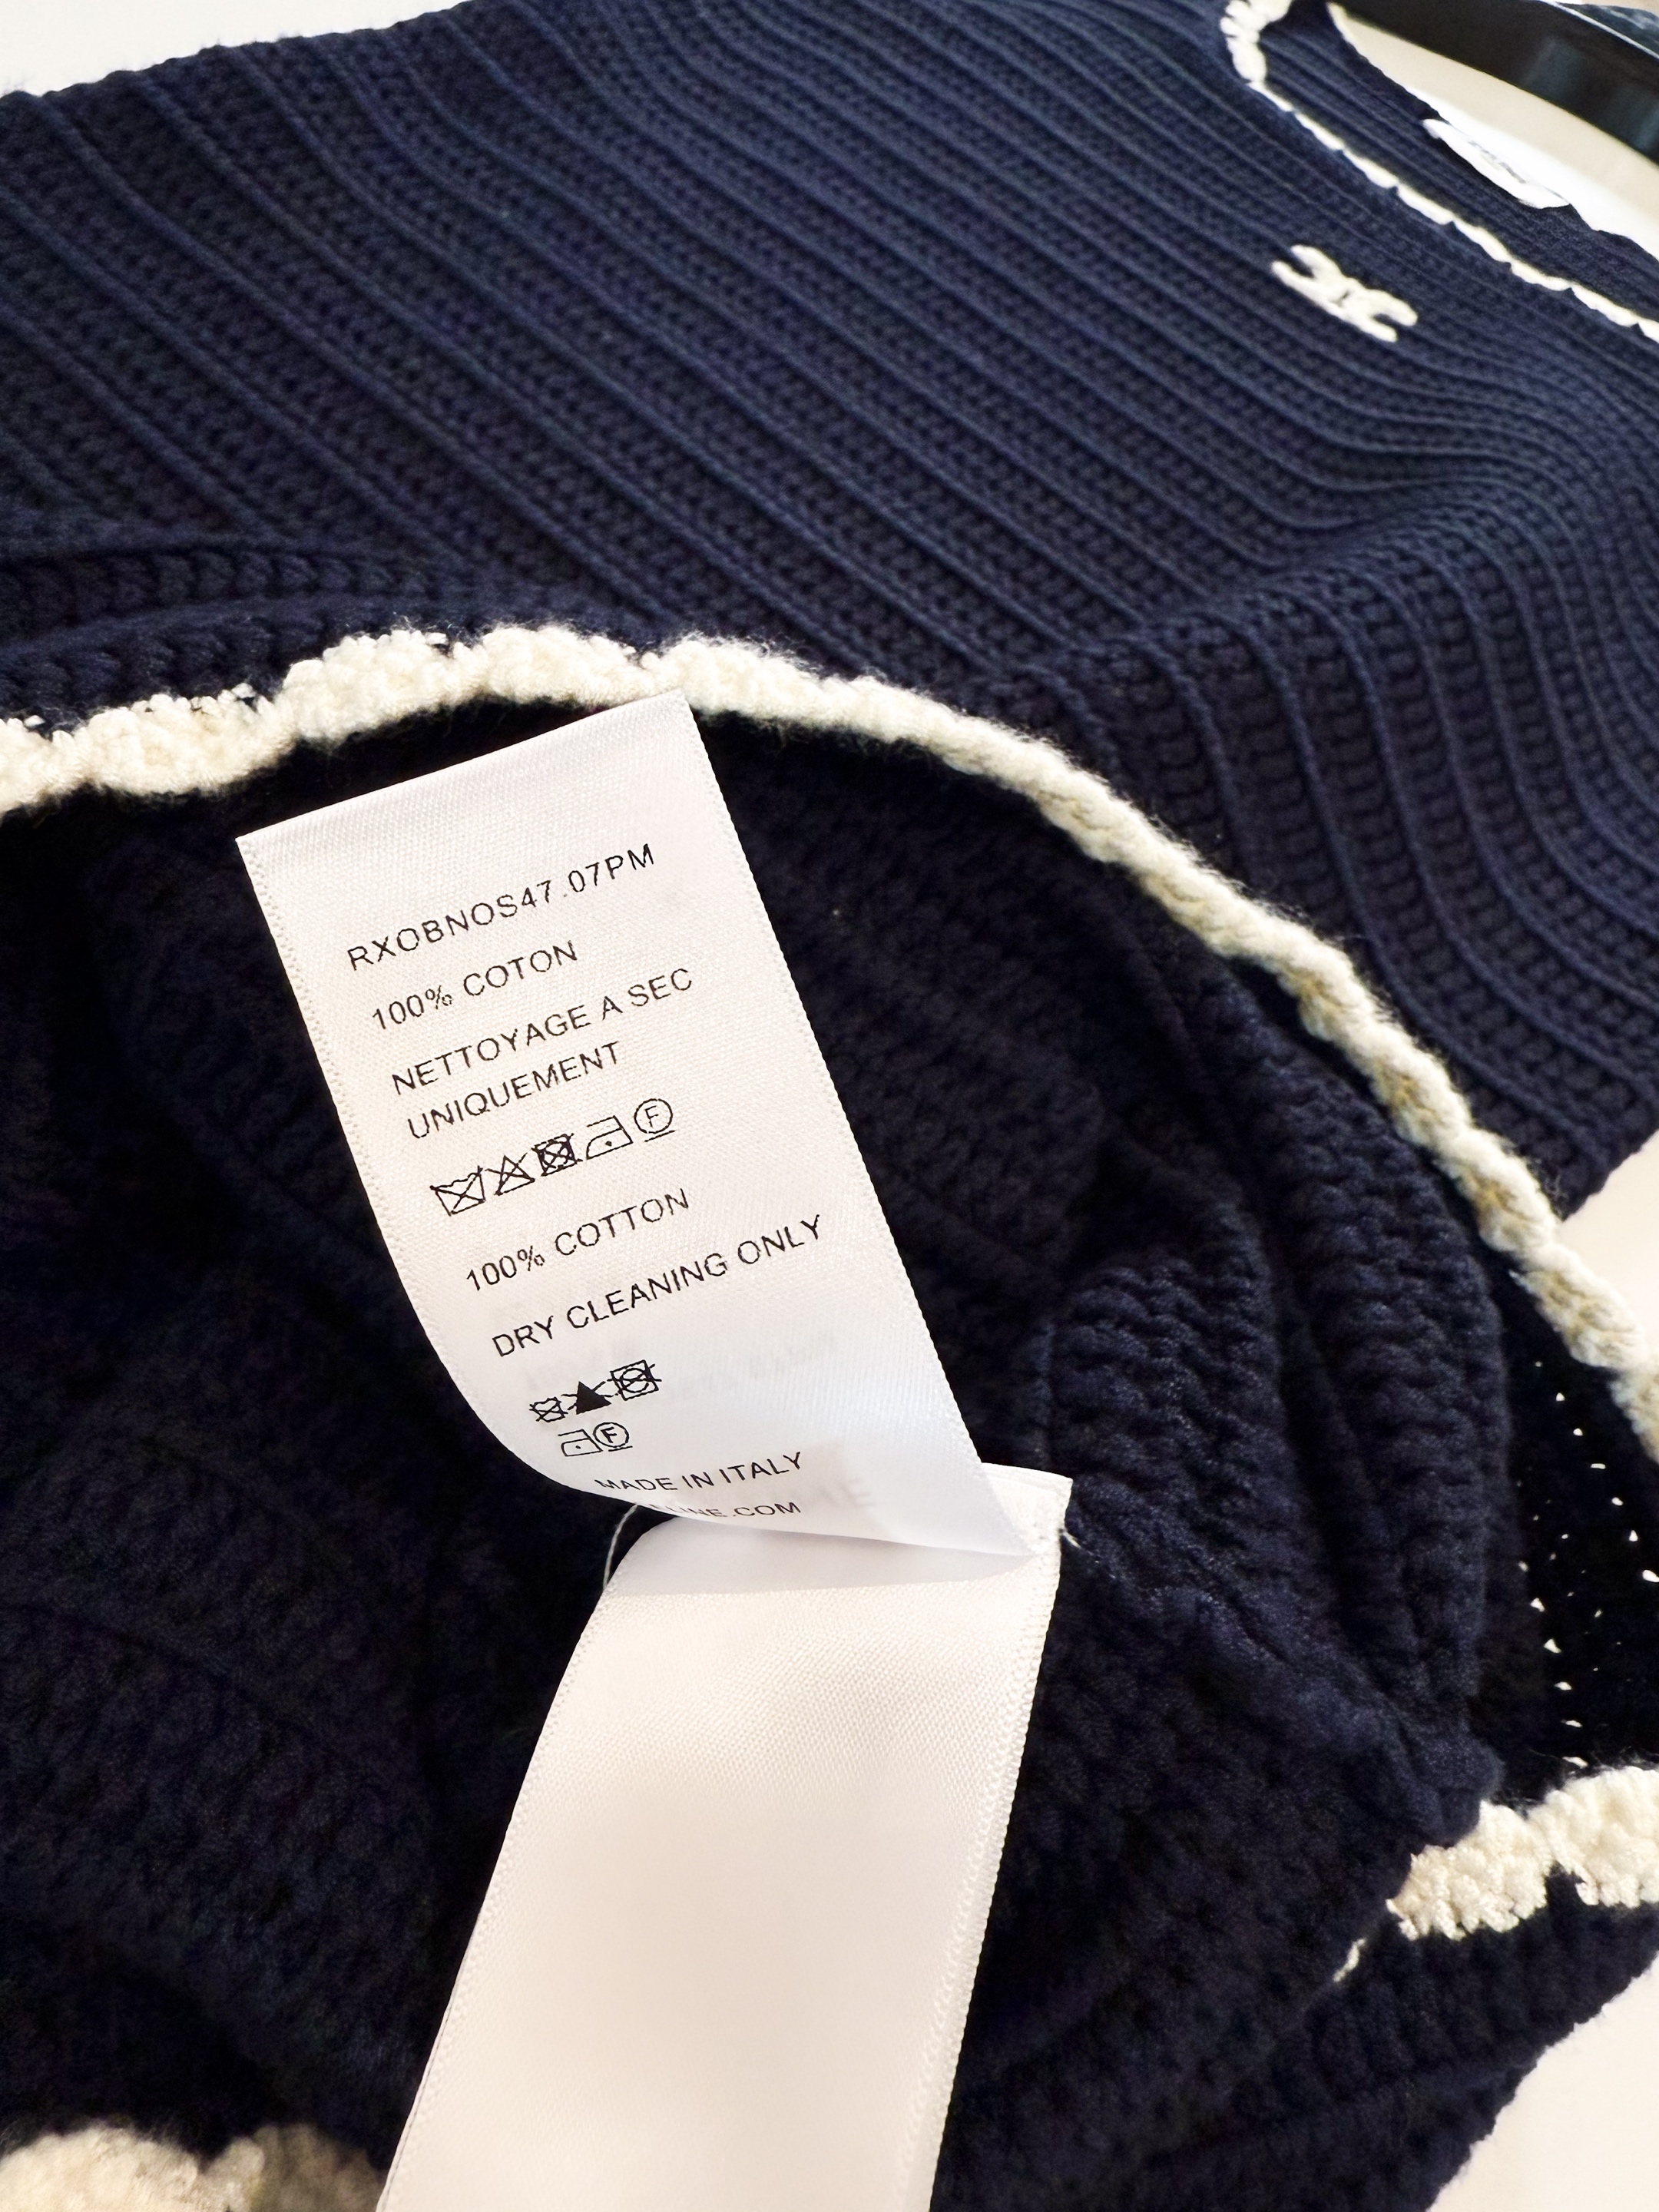 RXOBNOS47.07PM
100% COTON
NETTOYAGE A SEC
UNIQUEMENT
F
100% COTTON
DRY CLEANING ONLY
F
MADE IN ITALY